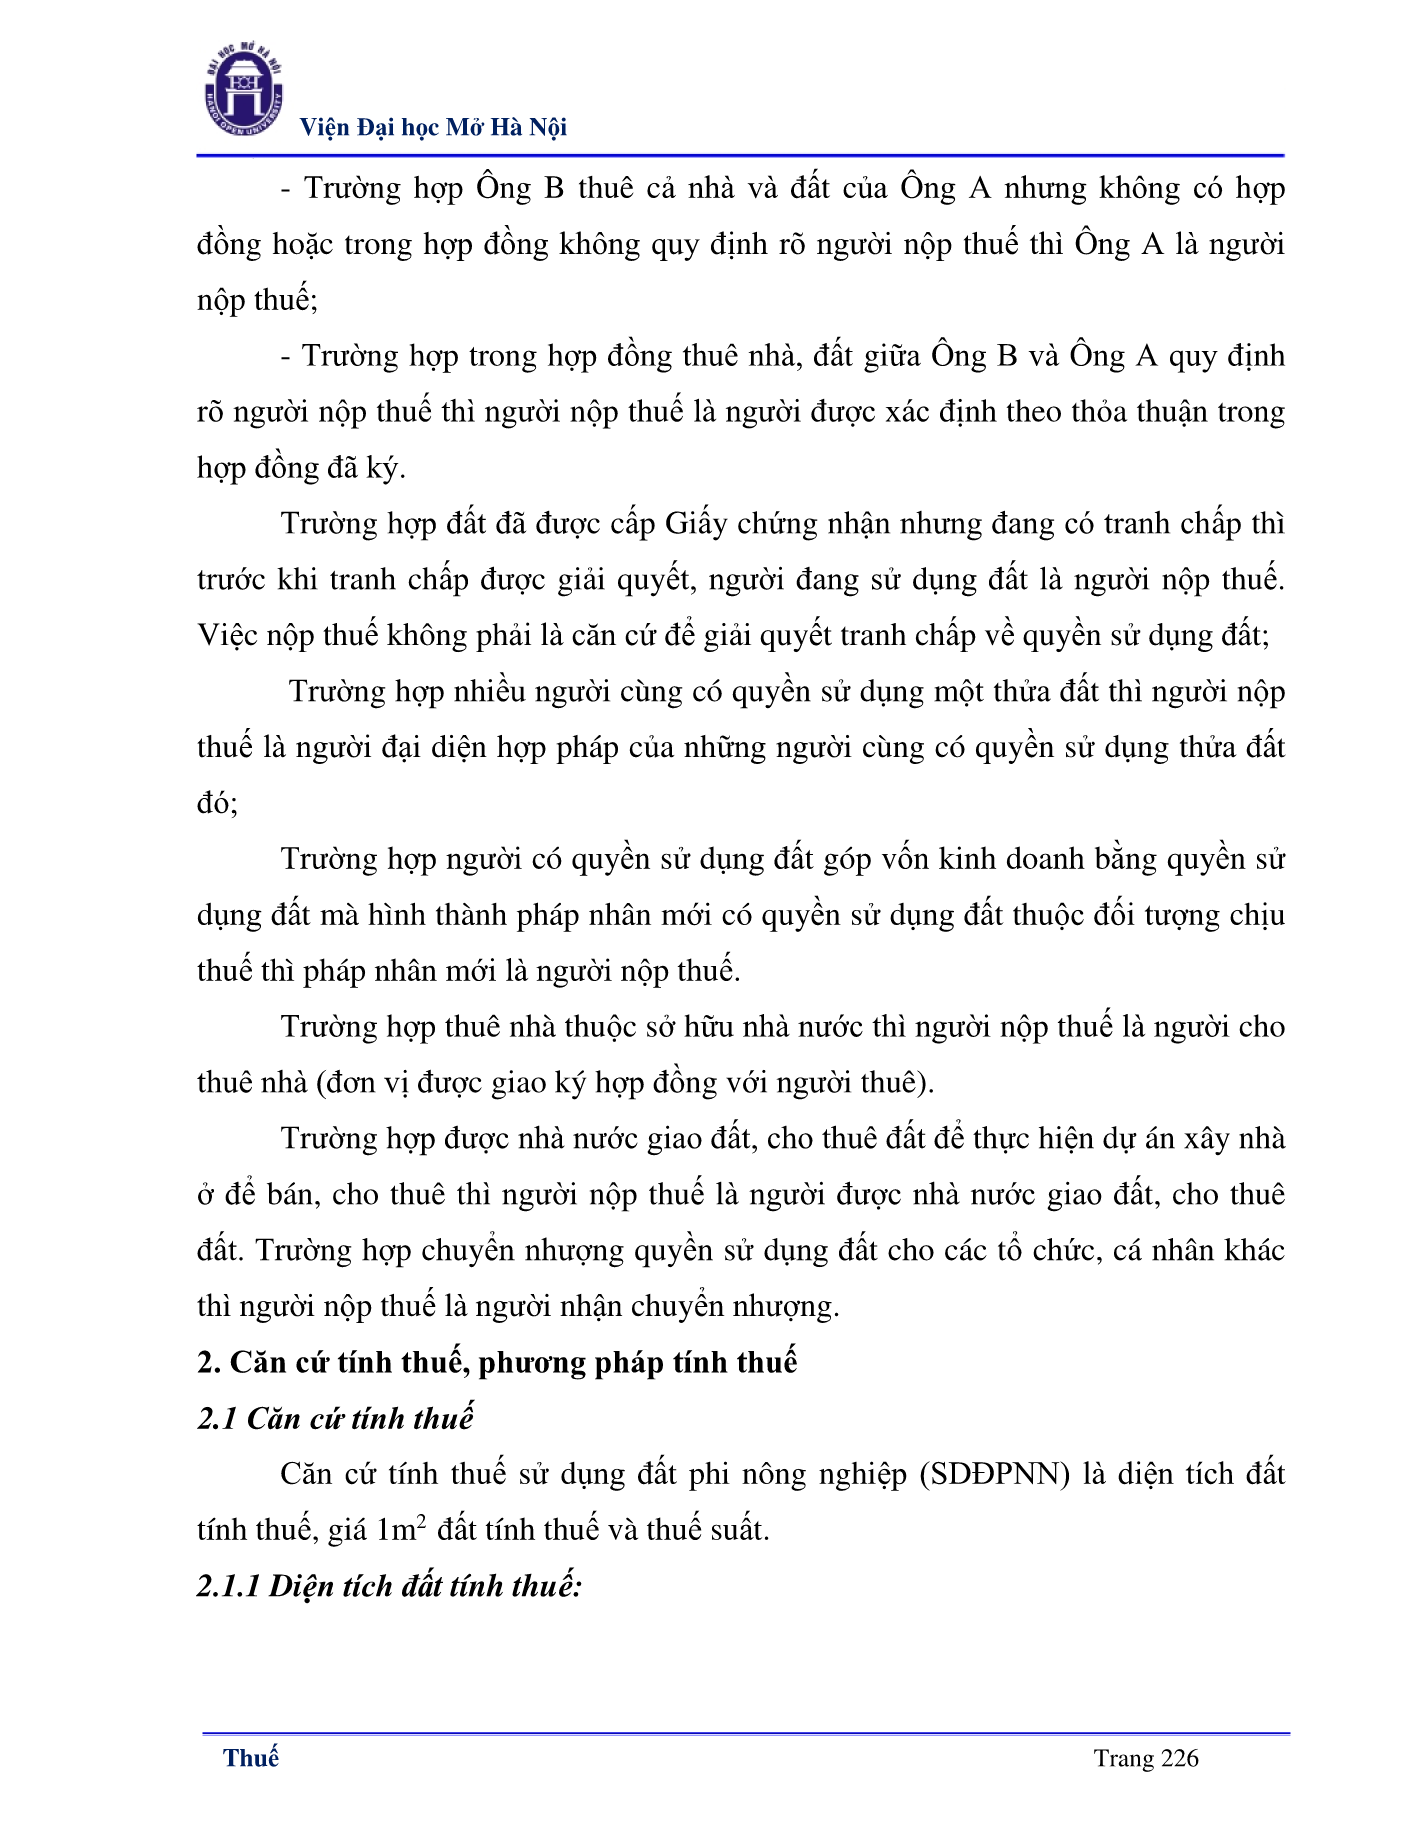 ĐẠI HỌC MỞ HÀ NỘI
HANOI OPEN UNIVERSITY
Viện Đại học Mở Hà Nội
- Trường hợp Ông B thuê cả nhà và đất của Ông A nhưng không có hợp
đồng hoặc trong hợp đồng không quy định rõ người nộp thuế thì Ông A là người
nộp thuế;
- Trường hợp trong hợp đồng thuê nhà, đất giữa Ông B và Ông A quy định
rõ người nộp thuế thì người nộp thuế là người được xác định theo thỏa thuận trong
hợp đồng đã ký.
Trường hợp đất đã được cấp Giấy chứng nhận nhưng đang có tranh chấp thì
trước khi tranh chấp được giải quyết, người đang sử dụng đất là người nộp thuế.
Việc nộp thuế không phải là căn cứ để giải quyết tranh chấp về quyền sử dụng đất;
Trường hợp nhiều người cùng có quyền sử dụng một thửa đất thì người nộp
thuế là người đại diện hợp pháp của những người cùng có quyền sử dụng thửa đất
đó;
Trường hợp người có quyền sử dụng đất góp vốn kinh doanh bằng quyền sử
dụng đất mà hình thành pháp nhân mới có quyền sử dụng đất thuộc đối tượng chịu
thuế thì pháp nhân mới là người nộp thuế.
Trường hợp thuê nhà thuộc sở hữu nhà nước thì người nộp thuế là người cho
thuê nhà (đơn vị được giao ký hợp đồng với người thuê).
Trường hợp được nhà nước giao đất, cho thuê đất để thực hiện dự án xây nhà
ở để bán, cho thuê thì người nộp thuế là người được nhà nước giao đất, cho thuê
đất. Trường hợp chuyển nhượng quyền sử dụng đất cho các tổ chức, cá nhân khác
thì người nộp thuế là người nhận chuyển nhượng.
2. Căn cứ tính thuế, phương pháp tính thuế
2.1 Căn cứ tính thuế
Căn cứ tính thuế sử dụng đất phi nông nghiệp (SDĐPNN) là diện tích đất
tính thuế, giá 1m² đất tính thuế và thuế suất.
2.1.1 Diện tích đất tính thuế:
Thuế
Trang 226